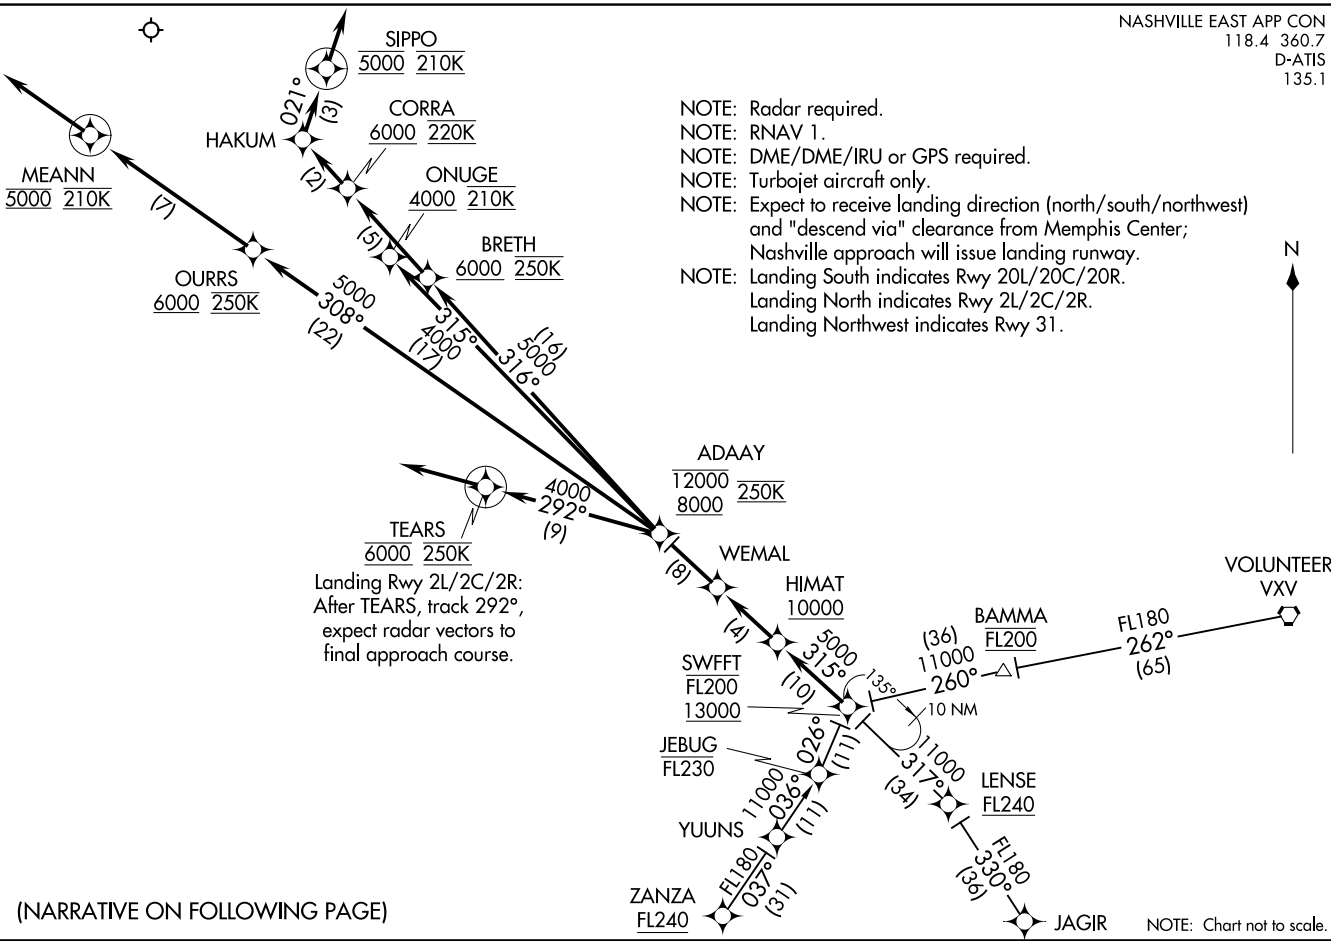 NASHVILLE EAST APP CON
118.4 360.7
D-ATIS
135.1
SIPPO
5000 210K
021°
(3)
HAKUM
CORRA
6000 220K
(2)
MEANN
5000 210K
(7)
ONUGE
4000 210K
(5)
BRETH
6000 250K
OURRS
6000 250K
5000
308°
(22)
315°
4000
(17)
(16)
5000
316°
NOTE: Radar required.
NOTE: RNAV 1.
NOTE: DME/DME/IRU or GPS required.
NOTE: Turbojet aircraft only.
NOTE: Expect to receive landing direction (north/south/northwest)
and "descend via" clearance from Memphis Center;
Nashville approach will issue landing runway.
NOTE: Landing South indicates Rwy 20L/20C/20R.
Landing North indicates Rwy 2L/2C/2R.
Landing Northwest indicates Rwy 31.
N
ADAAY
12000
8000
250K
4000
292°
(9)
TEARS
6000 250K
Landing Rwy 2L/2C/2R:
After TEARS, track 292°,
expect radar vectors to
final approach course.
(8)
WEMAL
(4)
HIMAT
10000
5000
315°
(10)
SWFFT
FL200
13000
135°
10 NM
(36)
11000
260°
BAMMA
FL200
FL180
262°
(65)
VOLUNTEER
VXV
JEBUG
FL230
026°
(11)
11000
036°
(11)
YUUNS
FL180
037°
(31)
ZANZA
FL240
11000
317°
(34)
LENSE
FL240
FL180
330°
(36)
JAGIR
(NARRATIVE ON FOLLOWING PAGE)
NOTE: Chart not to scale.